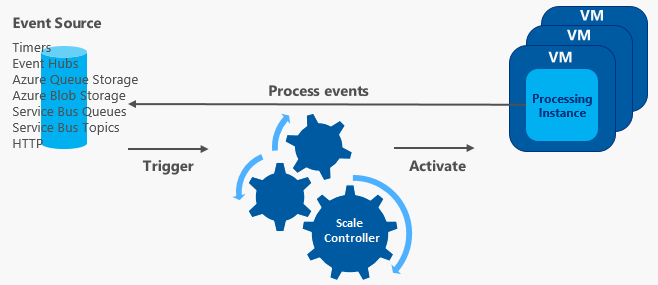 Event Source
Timers
Event Hubs
Azure Queue Storage
Azure Blob Storage
Service Bus Queues
Service Bus Topics
HTTP
Process events
VM
VM
VM
Processing
Instance
Trigger
Activate
Scale
Controller